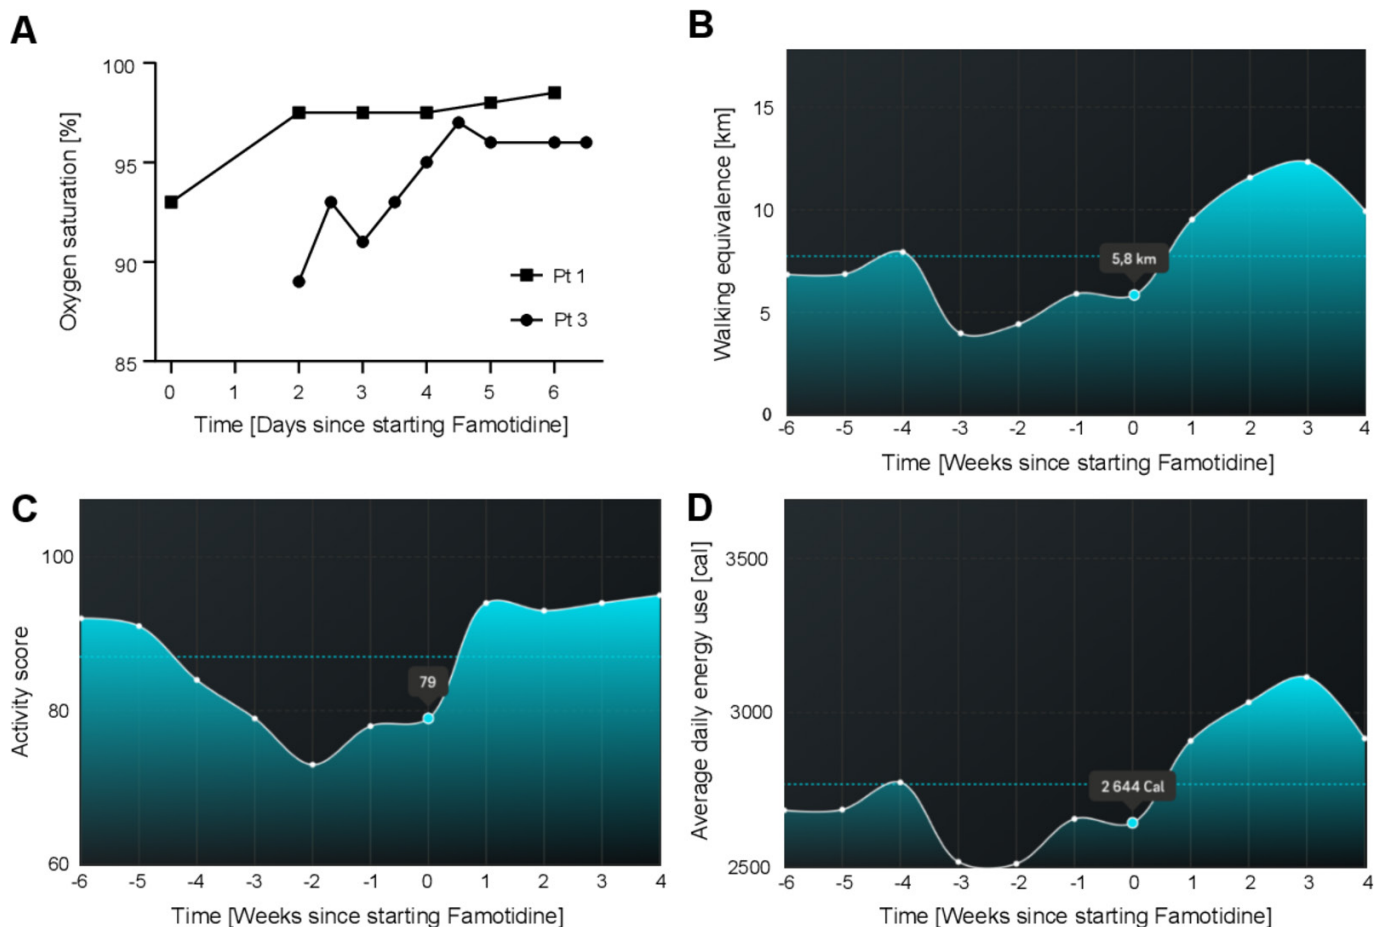 A
Oxygen saturation [%]
100
95
90
85
Pt 1
Pt 3
0 1 2 3 4 5 6
Time [Days since starting Famotidine]
B
Walking equivalence [km]
15
10
5
0
5,8 km
-6 -5 -4 -3 -2 -1 0 1 2 3 4
Time [Weeks since starting Famotidine]
C
Activity score
100
80
60
79
-6 -5 -4 -3 -2 -1 0 1 2 3 4
Time [Weeks since starting Famotidine]
D
Average daily energy use [cal]
3500
3000
2500
2 644 Cal
-6 -5 -4 -3 -2 -1 0 1 2 3 4
Time [Weeks since starting Famotidine]